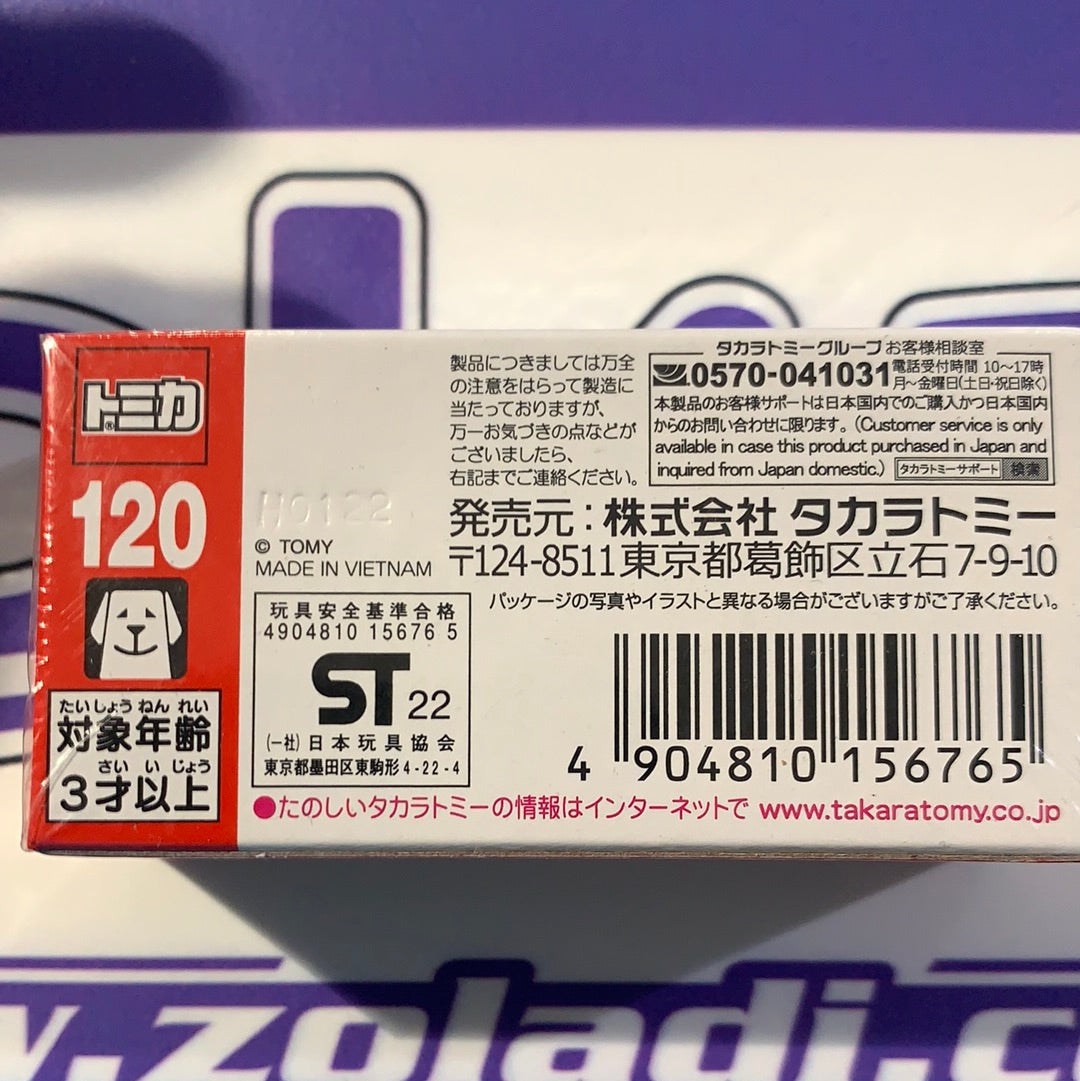 トミカ
®
120
たいしょう ねん れい
対象年齢
さい い じょう
3才以上
H0122
© TOMY
MADE IN VIETNAM
玩具安全基準合格
4904810 15676 5
ST 22
(一社)日本玩具協会
東京都墨田区東駒形4-22-4
製品につきましては万全
の注意をはらって製造に
当たっておりますが、
万一お気づきの点などが
ございましたら、
右記までご連絡ください。
タカラトミーグループお客様相談室
0570-041031
電話受付時間 10〜17時
月〜金曜日(土日・祝日除く)
本製品のお客様サポートは日本国内でのご購入かつ日本国内
からのお問い合わせに限ります。(Customer service is only
available in case this product purchased in Japan and
inquired from Japan domestic.) タカラトミーサポート 検索
発売元:株式会社 タカラトミー
〒124-8511東京都葛飾区立石7-9-10
パッケージの写真やイラストと異なる場合がございますがご了承ください。
4 904810 156765
●たのしいタカラトミーの情報はインターネットで www.takaratomy.co.jp
w.zoladi.co